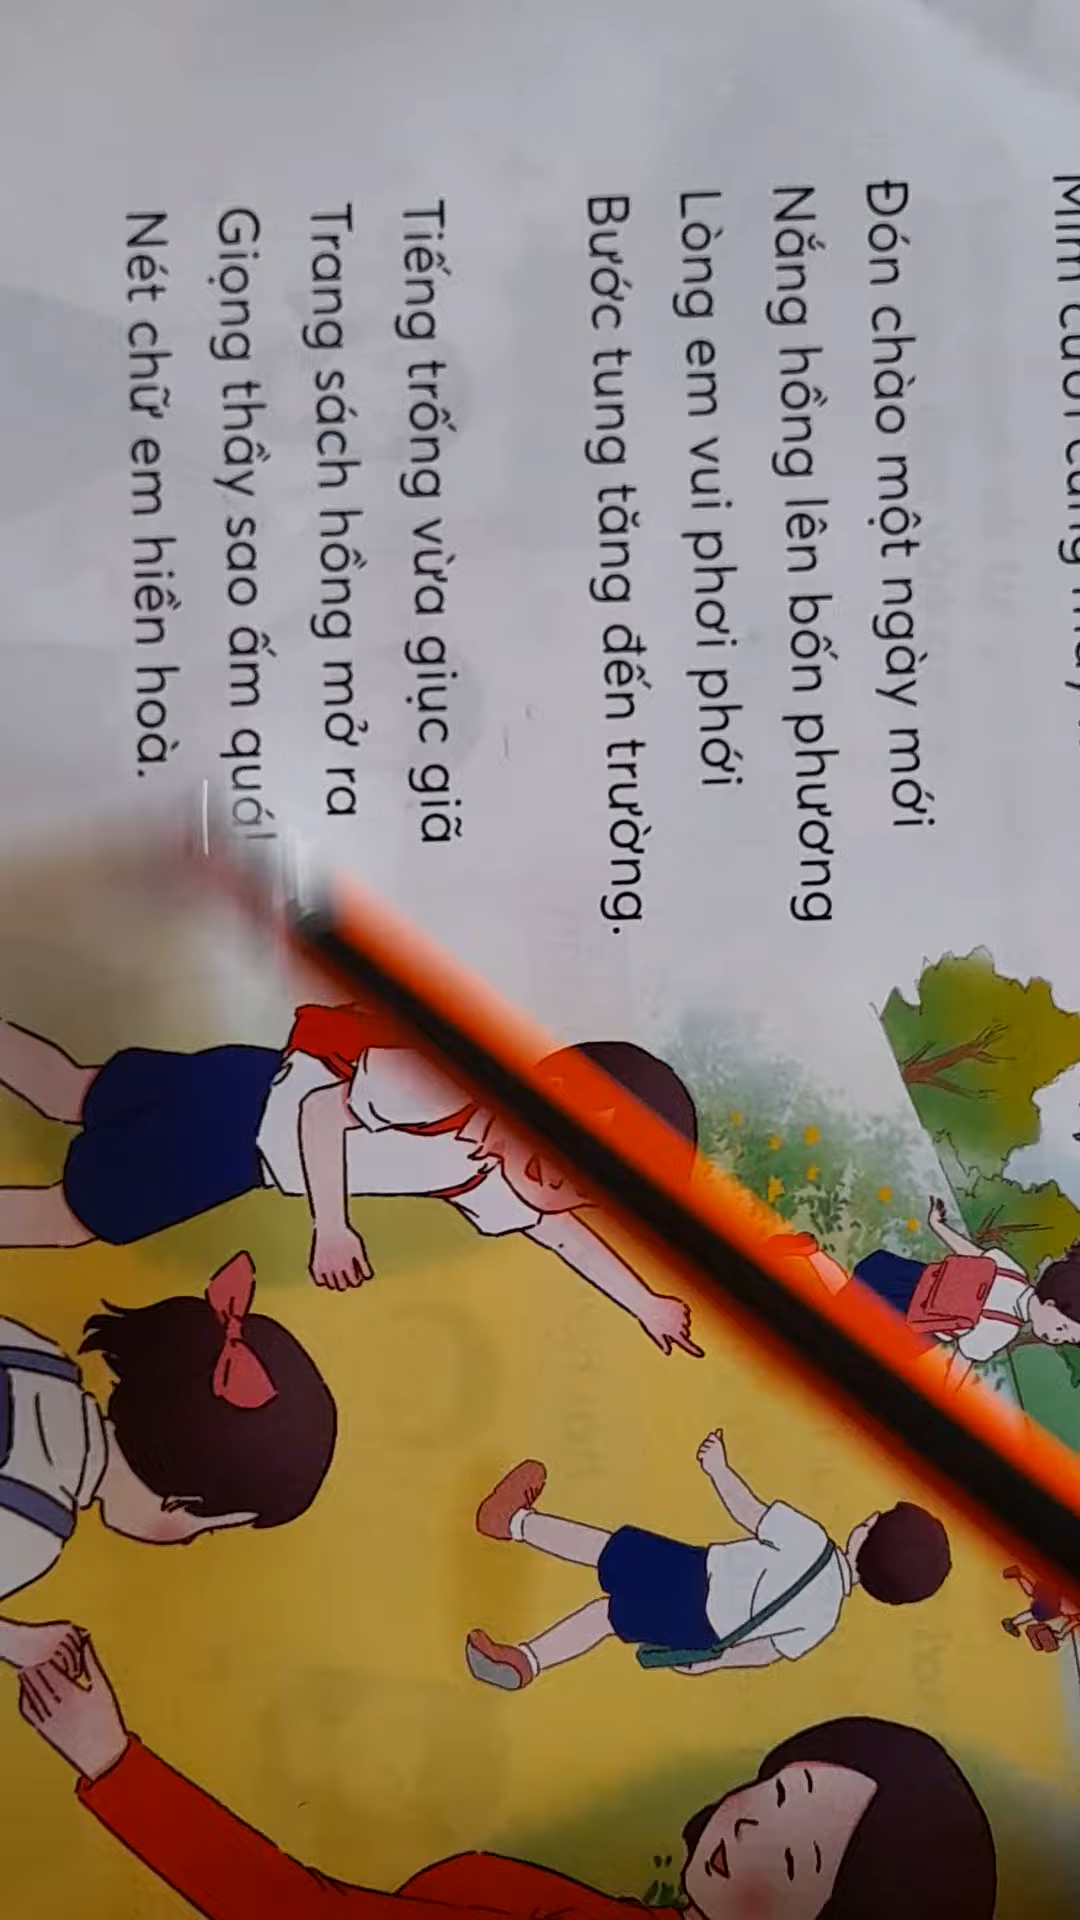 Đón chào một ngày mới
Nắng hồng lên bốn phương
Lòng em vui phơi phới
Bước tung tăng đến trường.
Tiếng trống vừa giục giã
Trang sách hồng mở ra
Giọng thầy sao ấm quá!
Nét chữ em hiền hoà.